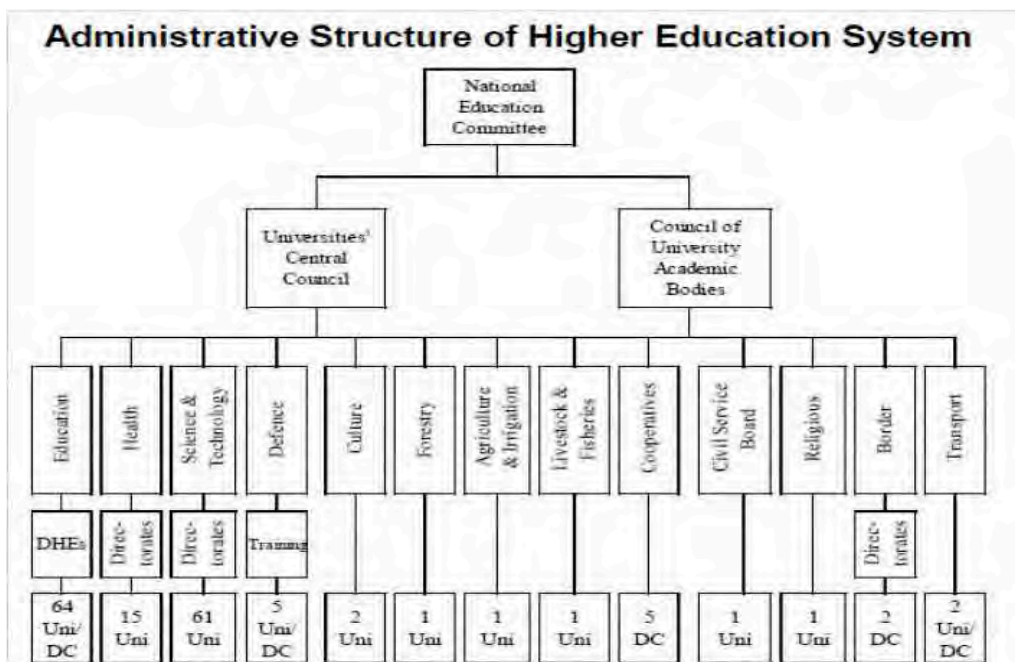 Administrative Structure of Higher Education System
National
Education
Committee
Universities'
Central
Council
Council of
University
Academic
Bodies
Education
Health
Science &
Technology
Defence
Culture
Forestry
Agriculture
& Irrigation
Livestock &
Fisheries
Cooperatives
Civil Service
Board
Religious
Border
Transport
DHEs
Direc-
torates
Direc-
torates
Training
Direc-
torates
64
Uni/
DC
15
Uni
61
Uni
5
Uni/
DC
2
Uni
1
Uni
1
Uni
1
Uni
5
DC
1
Uni
1
Uni
2
DC
2
Uni/
DC